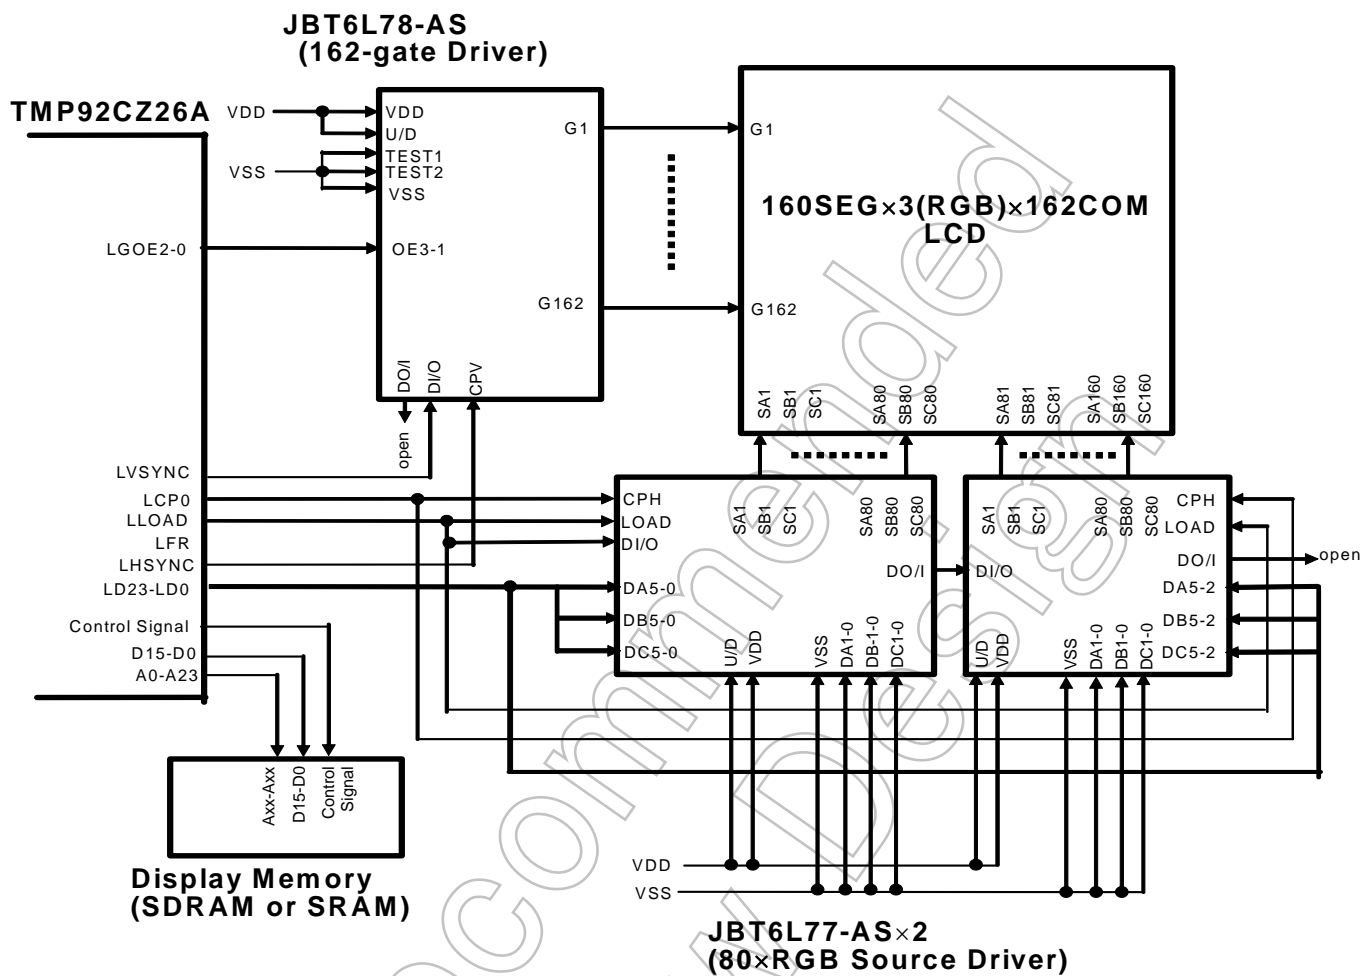 JBT6L78-AS
(162-gate Driver)
TMP92CZ26A
VDD
VSS
VDD
U/D
TEST1
TEST2
VSS
OE3-1
G1
G162
DO/I
DI/O
CPV
open
G1
G162
160SEG×3(RGB)×162COM
LCD
SA1
SB1
SC1
SA80
SB80
SC80
SA81
SB81
SC81
SA160
SB160
SC160
LGOE2-0
LVSYNC
LCP0
LLOAD
LFR
LHSYNC
LD23-LD0
Control Signal
D15-D0
A0-A23
CPH
LOAD
DI/O
DA5-0
DB5-0
DC5-0
SA1
SB1
SC1
SA80
SB80
SC80
DO/I
U/D
VDD
VSS
DA1-0
DB-1-0
DC1-0
DI/O
SA1
SB1
SC1
SA80
SB80
SC80
CPH
LOAD
DO/I
open
DA5-2
DB5-2
DC5-2
U/D
VDD
VSS
DA1-0
DB1-0
DC1-0
Axx-Axx
D15-D0
Control
Signal
Display Memory
(SDRAM or SRAM)
VDD
VSS
JBT6L77-AS×2
(80×RGB Source Driver)
commended
w Design